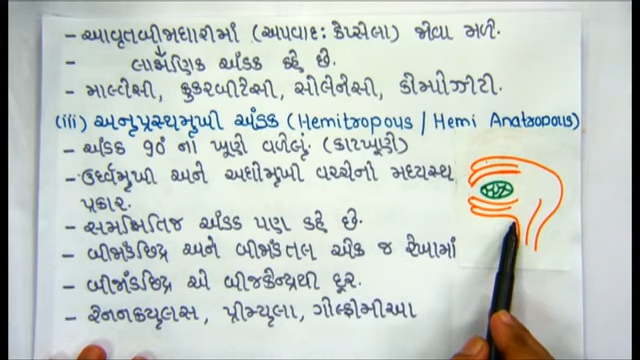 - આવૃતબીજધારીમાં (અપવાદ: કેપ્સેલા) જોવા મળે.
- લાક્ષણિક અંડક કહે છે.
- માલ્વેસી, કુકરબીટેસી, સોલેનેસી, કોમ્પોઝીટી.
(iii) અનુપ્રસ્થમુખી અંડક (Hemitropous / Hemi Anatropous)
- અંડક 90° ના ખૂણે વળેલું. (કાટખૂણે)
- ઉર્ધ્વમુખી અને અધોમુખી વચ્ચેનો મધ્યસ્થ
પ્રકાર.
- સમક્ષિતિજ અંડક પણ કહે છે.
- બીજાંડછિદ્ર અને બીજાંડતલ એક જ રેખામાં
- બીજાંડછિદ્ર એ બીજકેન્દ્રથી દૂર.
- રેનનક્યુલસ, પ્રીમ્યુલા, ગોલ્ફીમીઆ